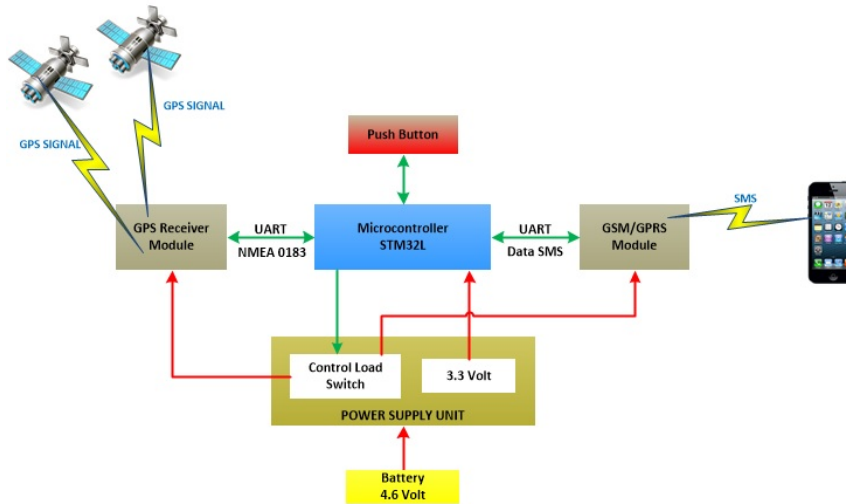 GPS SIGNAL
GPS SIGNAL
Push Button
SMS
GPS Receiver
Module
UART
NMEA 0183
Microcontroller
STM32L
UART
Data SMS
GSM/GPRS
Module
Control Load
Switch
3.3 Volt
POWER SUPPLY UNIT
Battery
4.6 Volt